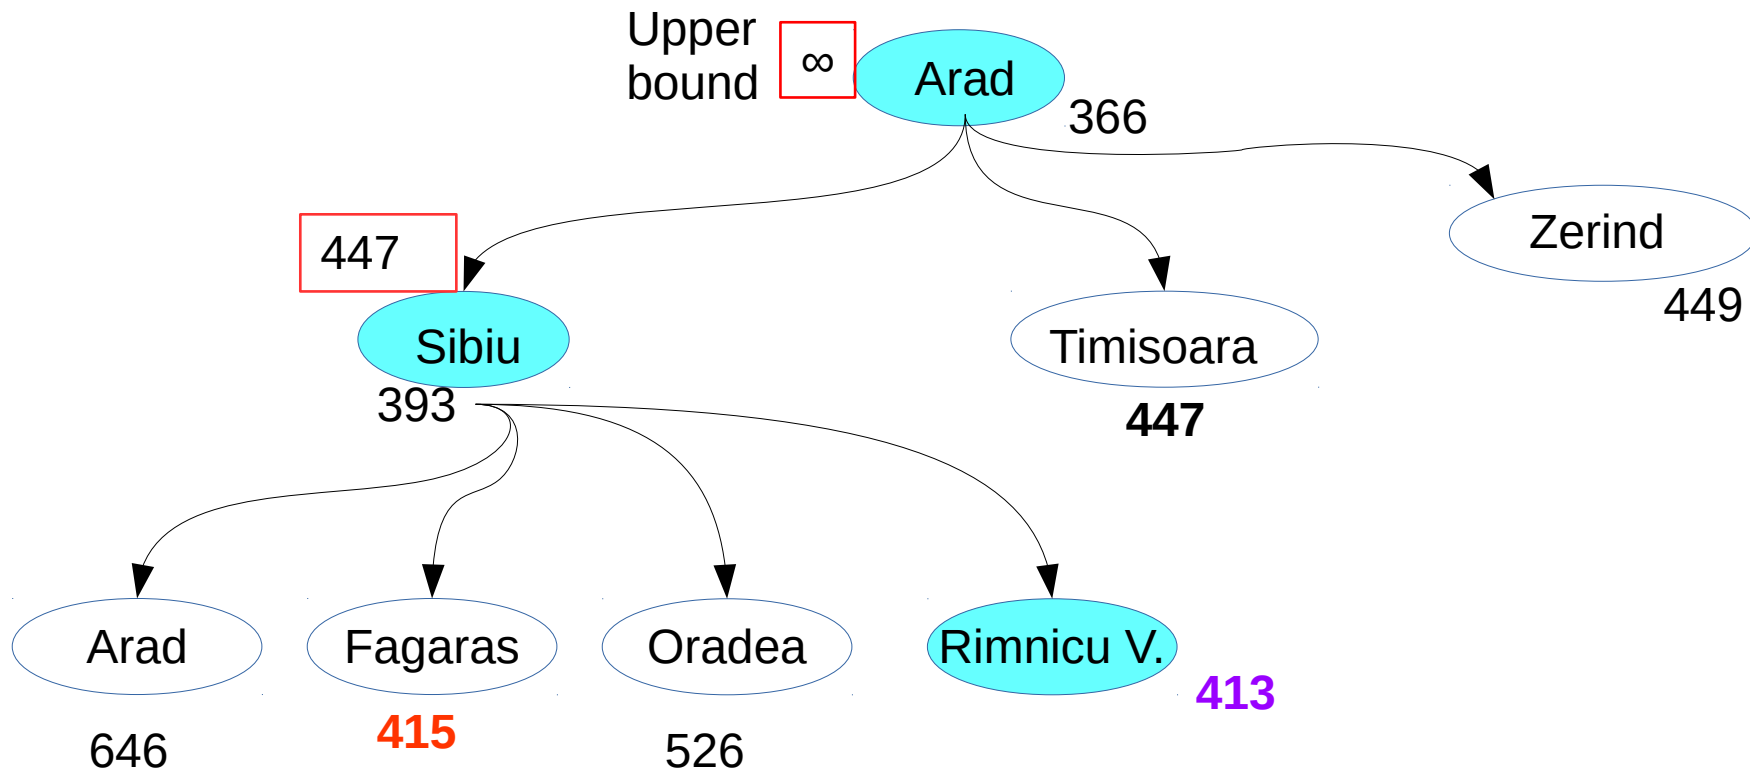 Upper
bound
∞
Arad
366
447
Sibiu
393
Timisoara
447
Zerind
449
Arad
646
Fagaras
415
Oradea
526
Rimnicu V.
413